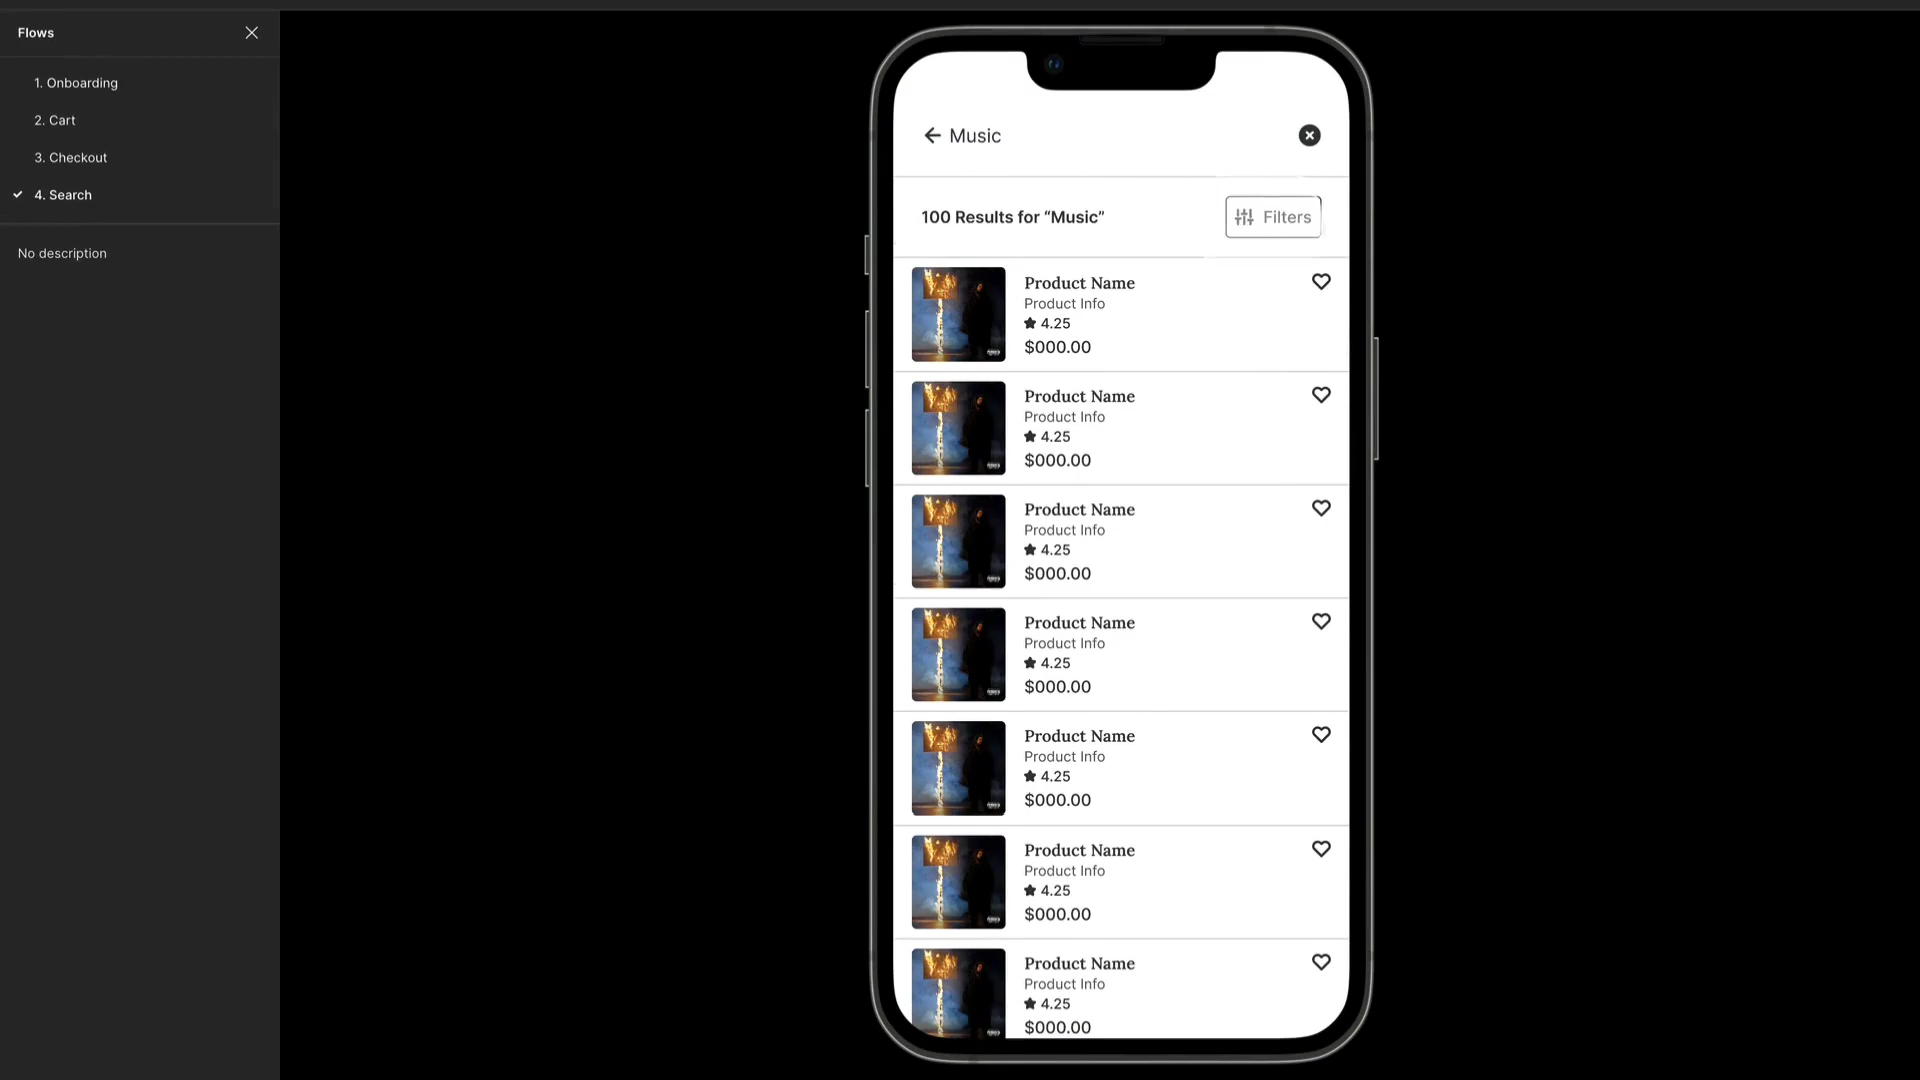 Flows
1. Onboarding
2. Cart
3. Checkout
4. Search
No description
Music
100 Results for “Music”
Filters
Product Name
Product Info
4.25
$000.00
Product Name
Product Info
4.25
$000.00
Product Name
Product Info
4.25
$000.00
Product Name
Product Info
4.25
$000.00
Product Name
Product Info
4.25
$000.00
Product Name
Product Info
4.25
$000.00
Product Name
Product Info
4.25
$000.00